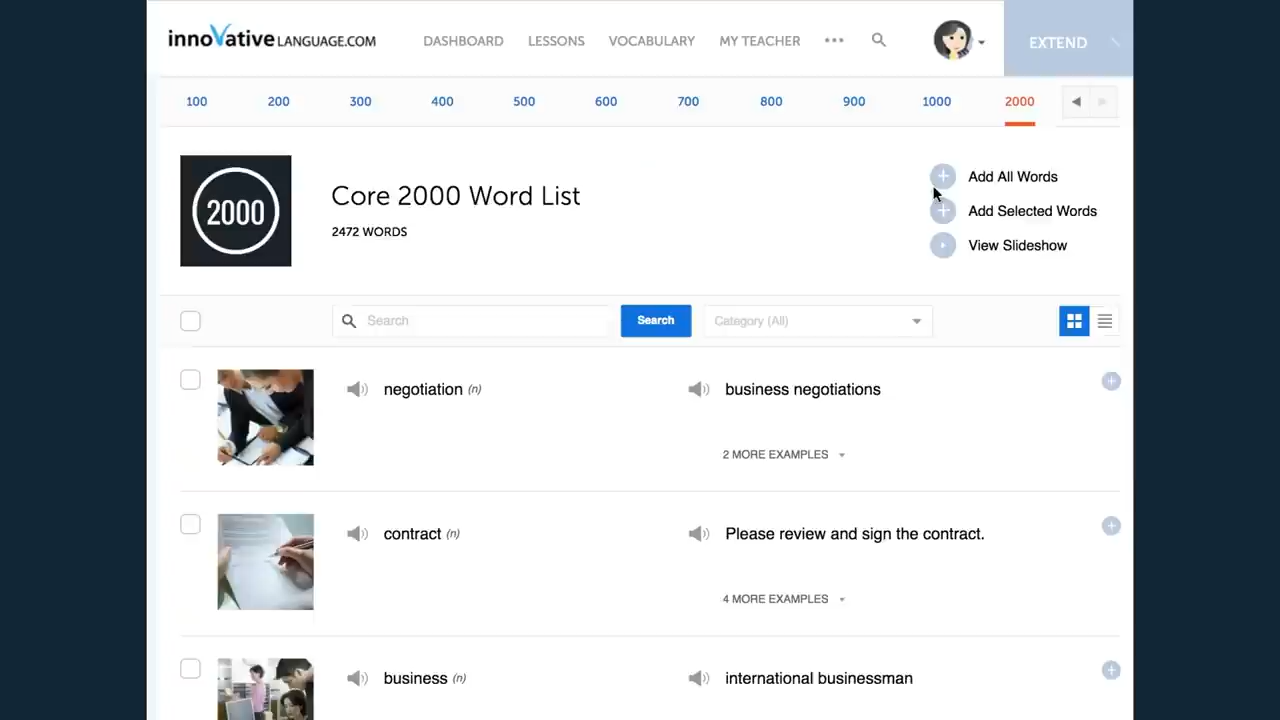 innoVative LANGUAGE.COM DASHBOARD LESSONS VOCABULARY MY TEACHER ••• EXTEND
100 200 300 400 500 600 700 800 900 1000 2000
2000
Core 2000 Word List
2472 WORDS
Add All Words
Add Selected Words
View Slideshow
Search Search Category (All)
negotiation (n) business negotiations
2 MORE EXAMPLES
contract (n) Please review and sign the contract.
4 MORE EXAMPLES
business (n) international businessman